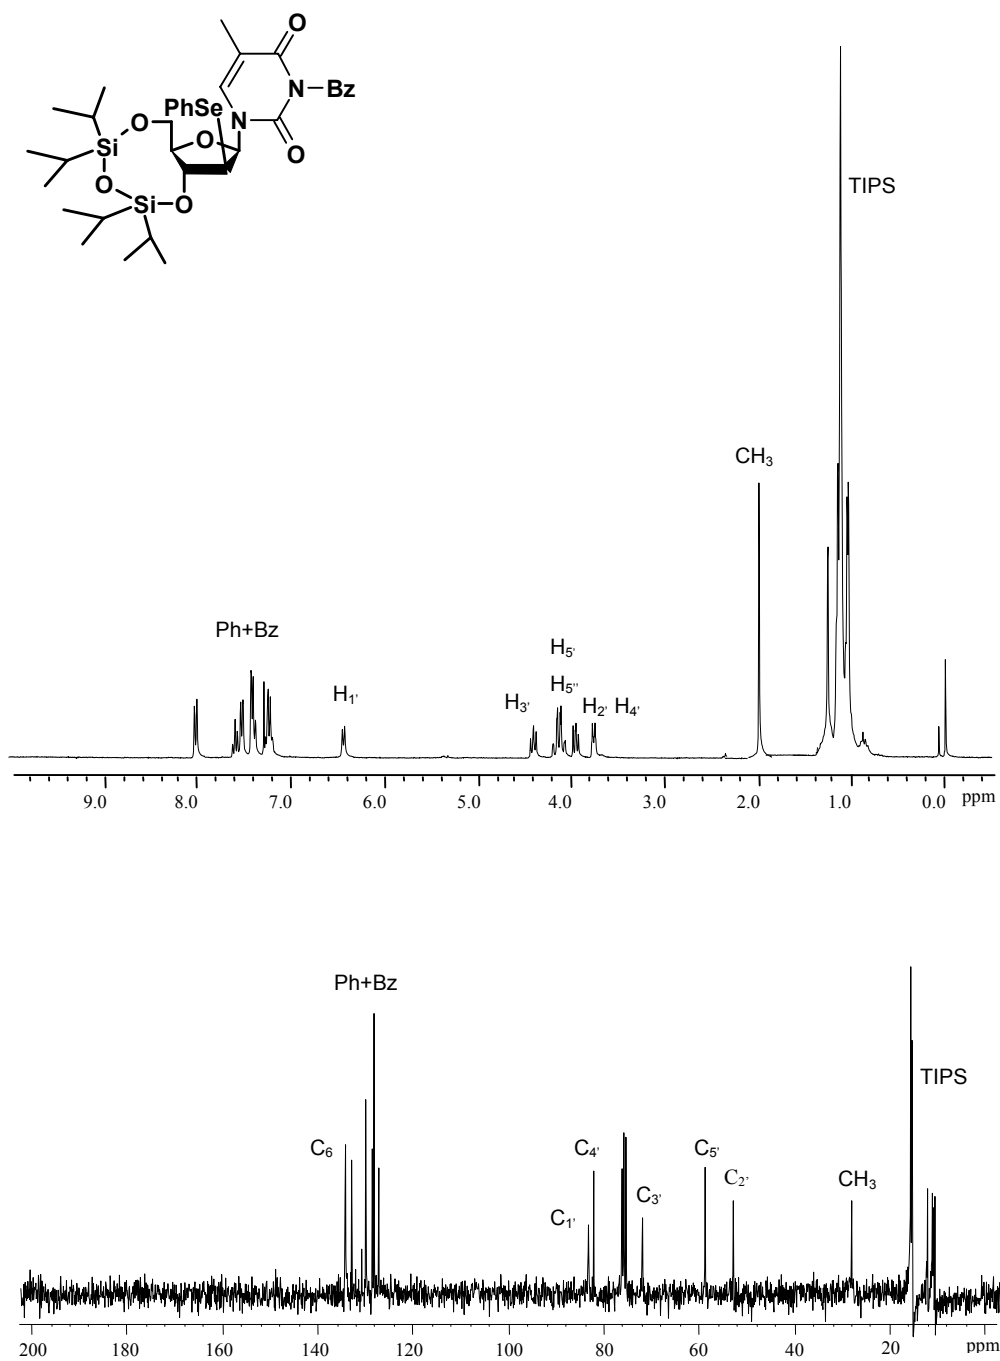 O
N
Bz
PhSe
N
O
O
O
Si
O
Si
O
TIPS
CH₃
Ph+Bz
H₅'
H₁'
H₃'
H₅''
H₂' H₄'
9.0 8.0 7.0 6.0 5.0 4.0 3.0 2.0 1.0 0.0 ppm
Ph+Bz
TIPS
C₆
C₄'
C₅'
C₂'
CH₃
C₃'
C₁'
200 180 160 140 120 100 80 60 40 20 ppm